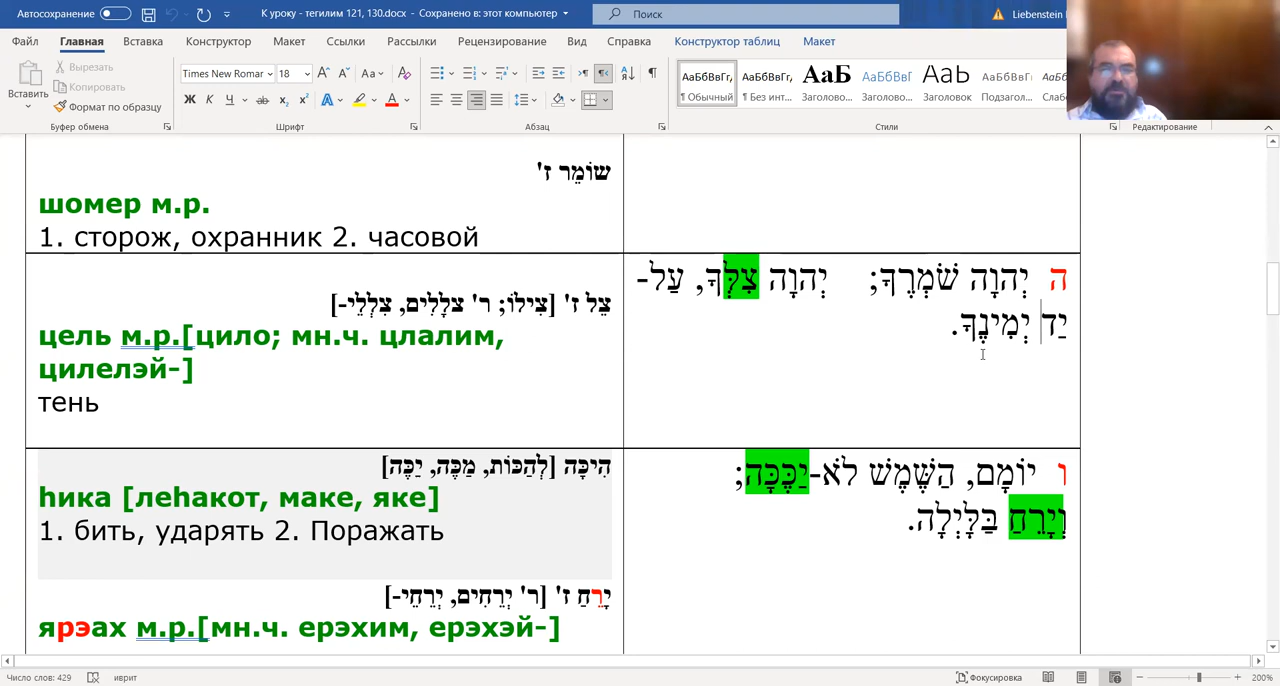 Автосохранение К уроку - тегилим 121, 130.docx - Сохранено в: этот компьютер Поиск Liebenstein
Файл Главная Вставка Конструктор Макет Ссылки Рассылки Рецензирование Вид Справка Конструктор таблиц Макет
Вставить Вырезать Копировать Формат по образцу
Times New Romar 18
АаБбВвГг, АаБбВвГг, АаБ АаБбВвГ АаЬ АаБбВвГ
¶ Обычный ¶ Без инт... Заголово... Заголово... Заголовок Подзагол... Слаб
Буфер обмена Шрифт Абзац Стили Редактирование
שׁוֹמֵר ז'
шомер м.р.
1. сторож, охранник 2. часовой
ה יְהוָה שֹׁמְרֶךָ; יְהוָה צִלְּךָ, עַל-
יַד יְמִינֶךָ.
צֵל ז' [צִילוֹ; ר' צלָלִים, צִלְלֵי-]
цель м.р.[цило; мн.ч. цлалим,
цилелэй-]
тень
ו יוֹמָם, הַשֶּׁמֶשׁ לֹא-יַכֶּכָּה;
וְיָרֵחַ בַּלָּיְלָה.
הִיכָּה [לְהַכּוֹת, מַכֶּה, יַכֶּה]
hика [леhакот, маке, яке]
1. бить, ударять 2. Поражать
יָרֵחַ ז' [ר' יְרֵחִים, יְרֵחֵי-]
ярэах м.р.[мн.ч. ерэхим, ерэхэй-]
Число слов: 429 иврит Фокусировка 200%